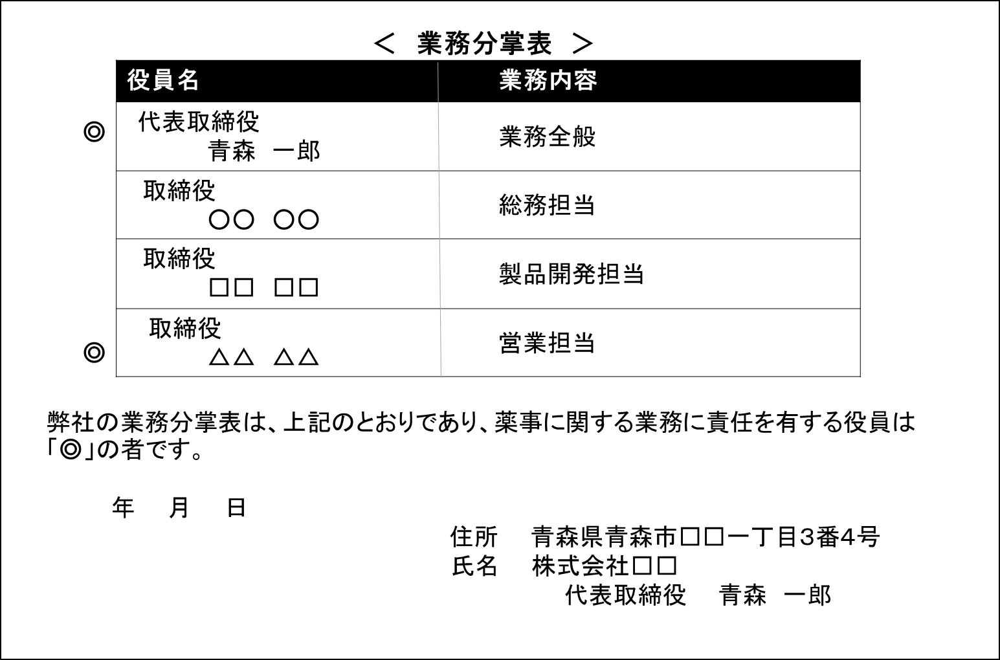 ＜　業務分掌表　＞
役員名　業務内容
◎ 代表取締役
青森　一郎　業務全般
取締役
○○　○○　総務担当
取締役
□□　□□　製品開発担当
◎ 取締役
△△　△△　営業担当
弊社の業務分掌表は、上記のとおりであり、薬事に関する業務に責任を有する役員は
「◎」の者です。
年　月　日
住所　青森県青森市□□一丁目3番4号
氏名　株式会社□□
代表取締役　青森　一郎